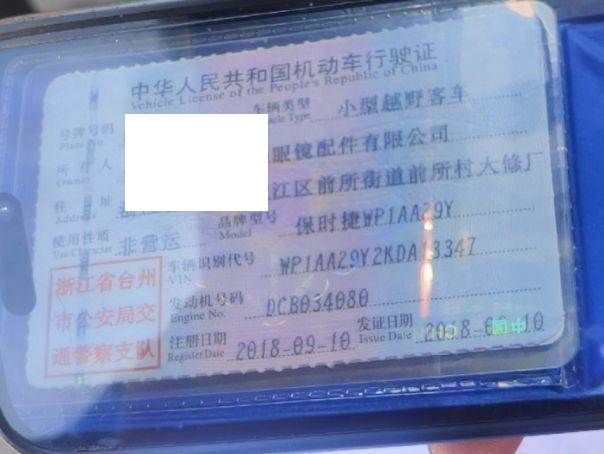 中华人民共和国机动车行驶证
Vehicle License of the People's Republic of China
号牌号码 车辆类型 小型越野客车
Plate No. Type
所有人 眼镜配件有限公司
Owner
住址 江区前所街道前所村大修厂
Address
使用性质 非营运 品牌型号 保时捷WP1AA29Y
Use Character Model
车辆识别代号 WP1AA29Y2KDA13347
VIN
发动机号码 DCB034080
Engine No.
注册日期 2018-09-10 发证日期 2018-09-10
Register Date Issue Date
浙江省台州
市公安局交
通警察支队